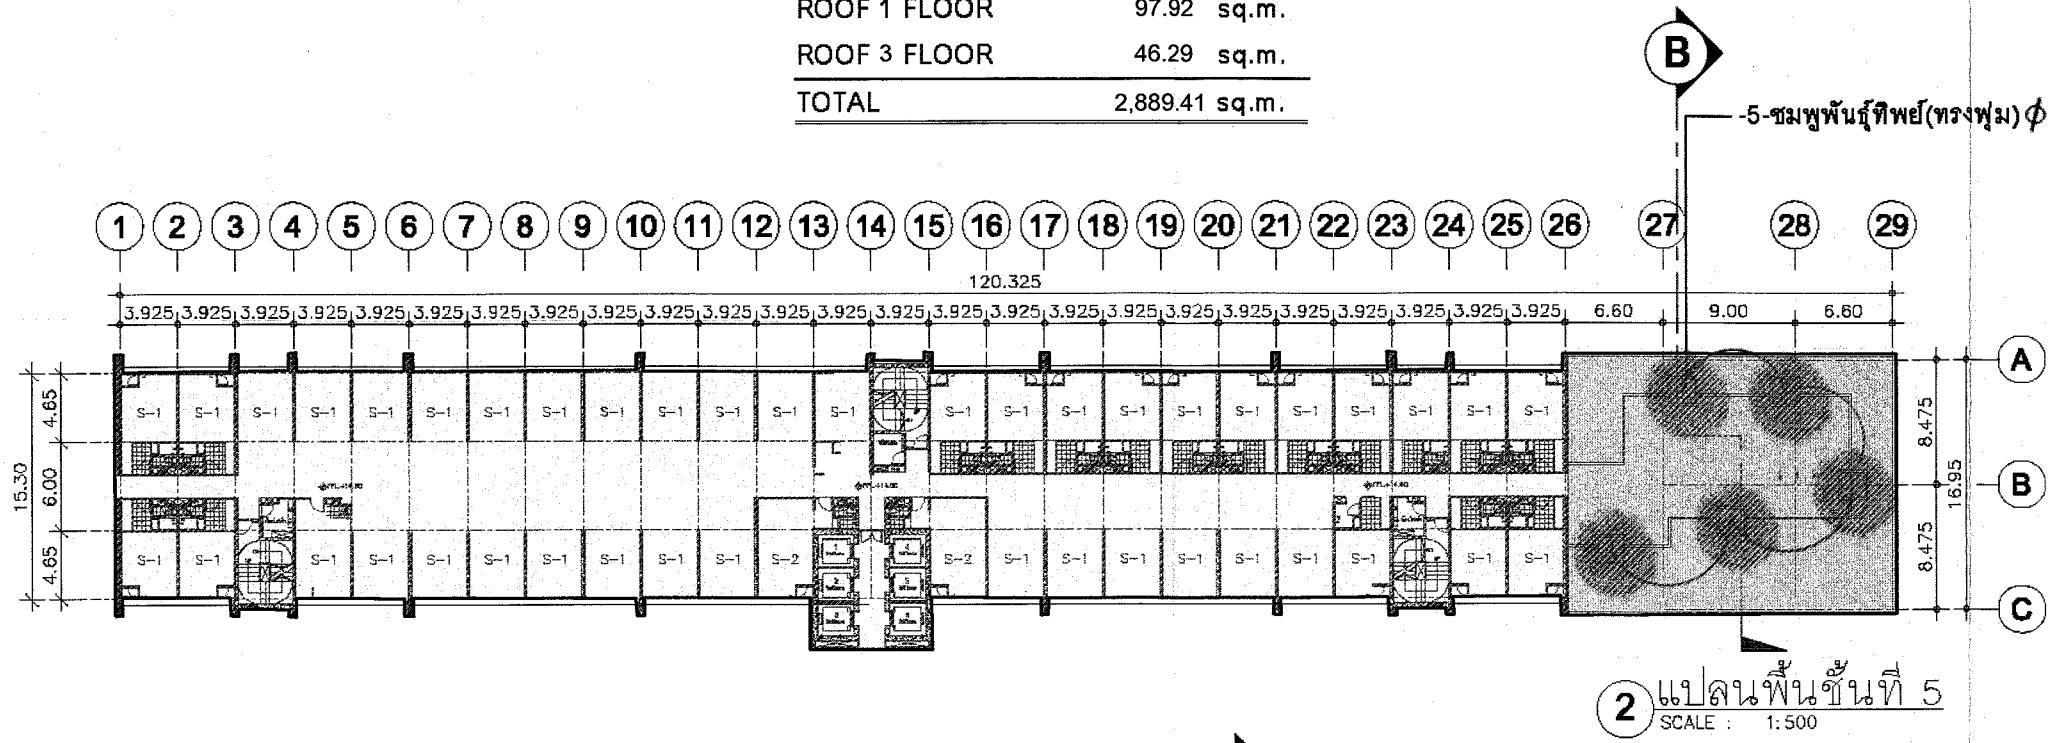 ROOF 1 FLOOR 97.92 sq.m.
ROOF 3 FLOOR 46.29 sq.m.
TOTAL 2,889.41 sq.m.
B
-5-ชมพูพันธุ์ทิพย์(ทรงพุ่ม)
1 2 3 4 5 6 7 8 9 10 11 12 13 14 15 16 17 18 19 20 21 22 23 24 25 26 27 28 29
120.325
3.925 3.925 3.925 3.925 3.925 3.925 3.925 3.925 3.925 3.925 3.925 3.925 3.925 3.925 3.925 3.925 3.925 3.925 3.925 3.925 3.925 3.925 3.925 3.925 3.925 6.60 9.00 6.60
A
4.65 S-1 S-1 S-1 S-1 S-1 S-1 S-1 S-1 S-1 S-1 S-1 S-1 S-1 S-1 S-1 S-1 S-1 S-1 S-1 S-1 S-1 S-1 S-1 S-1 8.475
15.30 6.00 16.95 B
4.65 S-1 S-1 S-1 S-1 S-1 S-1 S-1 S-1 S-1 S-1 S-2 S-2 S-1 S-1 S-1 S-1 S-1 S-1 S-1 S-1 S-1 8.475
C
2 แปลนพื้นชั้นที่ 5
SCALE : 1:500